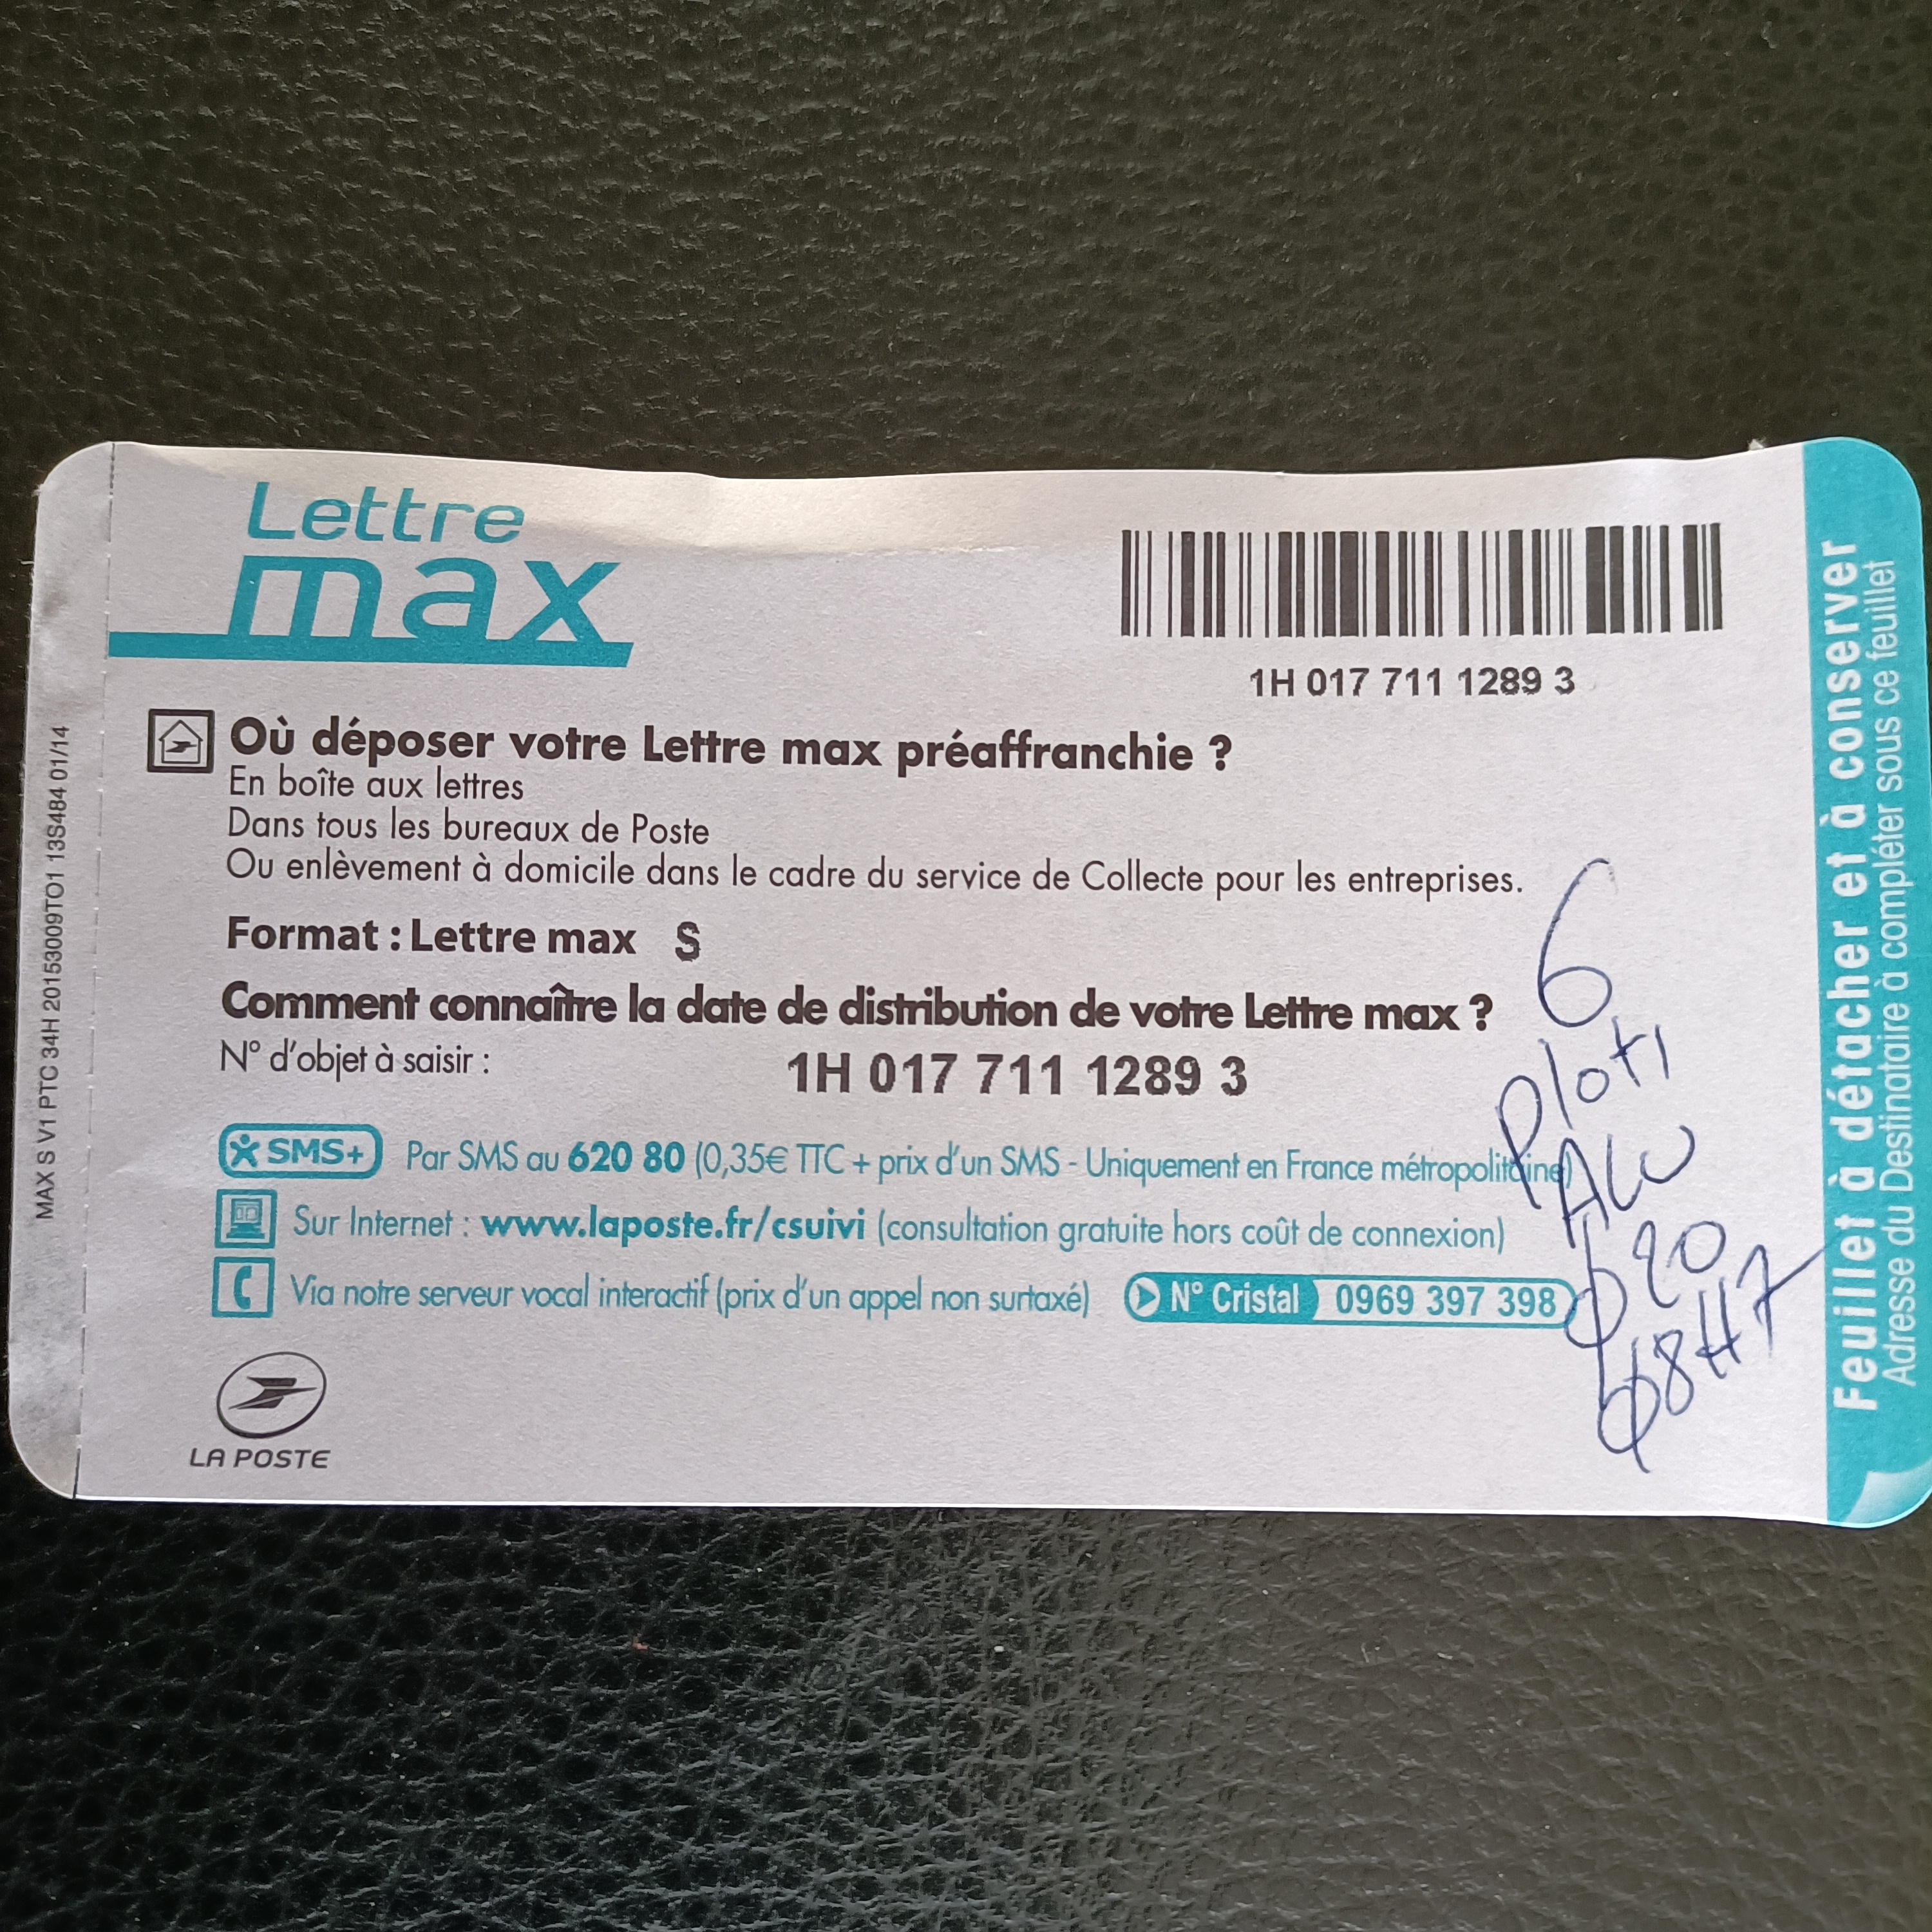 Lettre
max
1H 017 711 1289 3
Où déposer votre Lettre max préaffranchie ?
En boîte aux lettres
Dans tous les bureaux de Poste
Ou enlèvement à domicile dans le cadre du service de Collecte pour les entreprises.
Format : Lettre max S
Comment connaître la date de distribution de votre Lettre max ?
N° d'objet à saisir : 1H 017 711 1289 3
SMS+ Par SMS au 620 80 (0,35€ TTC + prix d'un SMS - Uniquement en France métropolitaine)
Sur Internet : www.laposte.fr/csuivi (consultation gratuite hors coût de connexion)
Via notre serveur vocal interactif (prix d'un appel non surtaxé) N° Cristal 0969 397 398
LA POSTE
MAX S V1 PTC 34H 20153009TO1 13S484 01/14
Feuillet à détacher et à conserver
Adresse du Destinataire à compléter sous ce feuillet
6
Plots
ALU
ϕ 20
ϕ8H7